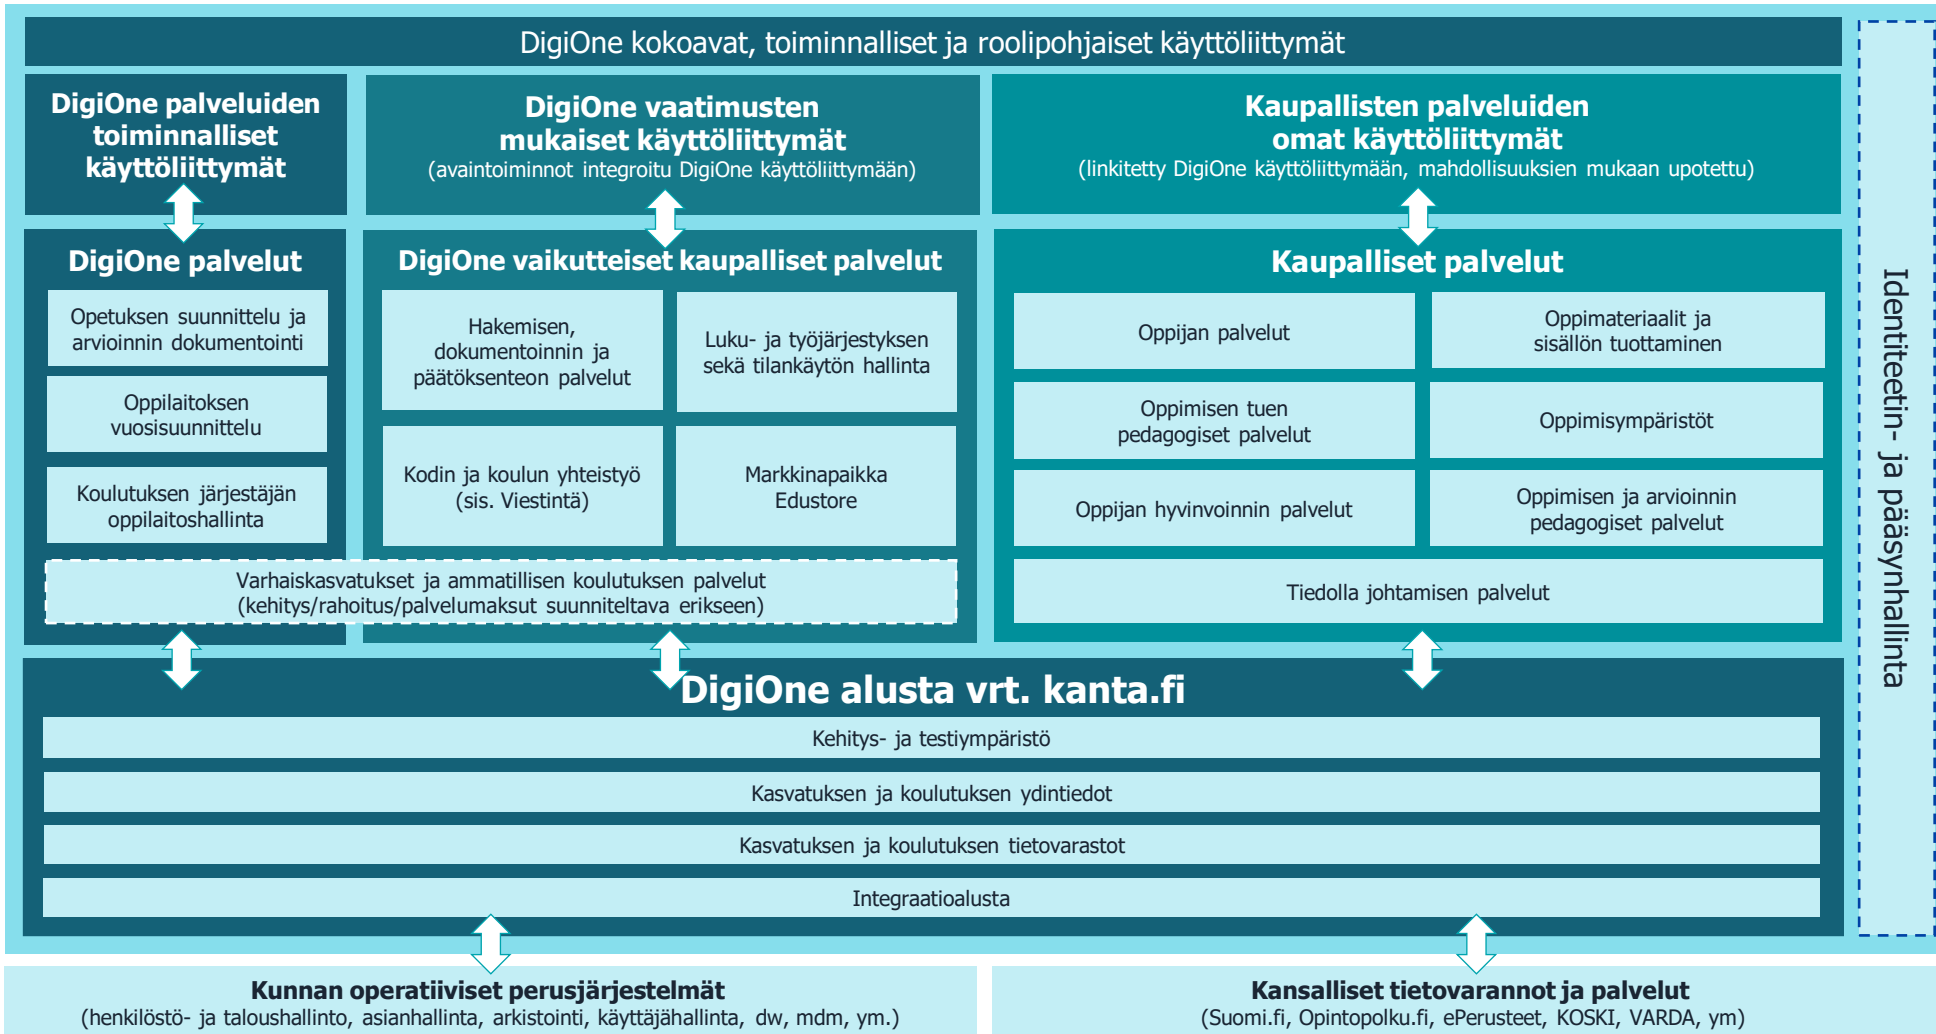 DigiOne kokoavat, toiminnalliset ja roolipohjaiset käyttöliittymät
DigiOne palveluiden
toiminnalliset
käyttöliittymät
DigiOne vaatimusten
mukaiset käyttöliittymät
(avaintoiminnot integroitu DigiOne käyttöliittymään)
Kaupallisten palveluiden
omat käyttöliittymät
(linkitetty DigiOne käyttöliittymään, mahdollisuuksien mukaan upotettu)
DigiOne palvelut
Opetuksen suunnittelu ja
arvioinnin dokumentointi
Oppilaitoksen
vuosisuunnittelu
Koulutuksen järjestäjän
oppilaitoshallinta
DigiOne vaikutteiset kaupalliset palvelut
Hakemisen,
dokumentoinnin ja
päätöksenteon palvelut
Luku- ja työjärjestyksen
sekä tilankäytön hallinta
Kodin ja koulun yhteistyö
(sis. Viestintä)
Markkinapaikka
Edustore
Varhaiskasvatukset ja ammatillisen koulutuksen palvelut
(kehitys/rahoitus/palvelumaksut suunniteltava erikseen)
Kaupalliset palvelut
Oppijan palvelut
Oppimateriaalit ja
sisällön tuottaminen
Oppimisen tuen
pedagogiset palvelut
Oppimisympäristöt
Oppijan hyvinvoinnin palvelut
Oppimisen ja arvioinnin
pedagogiset palvelut
Tiedolla johtamisen palvelut
DigiOne alusta vrt. kanta.fi
Kehitys- ja testiympäristö
Kasvatuksen ja koulutuksen ydintiedot
Kasvatuksen ja koulutuksen tietovarastot
Integraatioalusta
Identiteetin- ja pääsynhallinta
Kunnan operatiiviset perusjärjestelmät
(henkilöstö- ja taloushallinto, asianhallinta, arkistointi, käyttäjähallinta, dw, mdm, ym.)
Kansalliset tietovarannot ja palvelut
(Suomi.fi, Opintopolku.fi, ePerusteet, KOSKI, VARDA, ym)